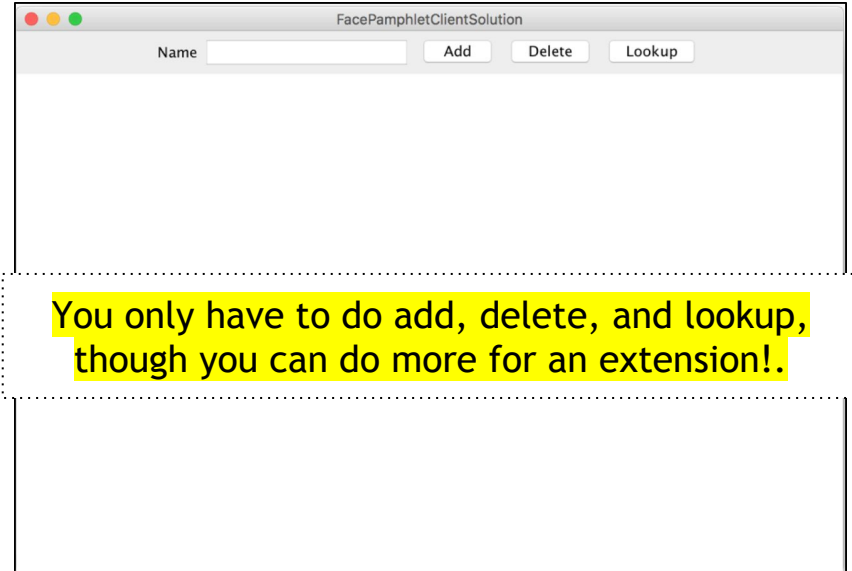 FacePamphletClientSolution
Name Add Delete Lookup
You only have to do add, delete, and lookup,
though you can do more for an extension!.